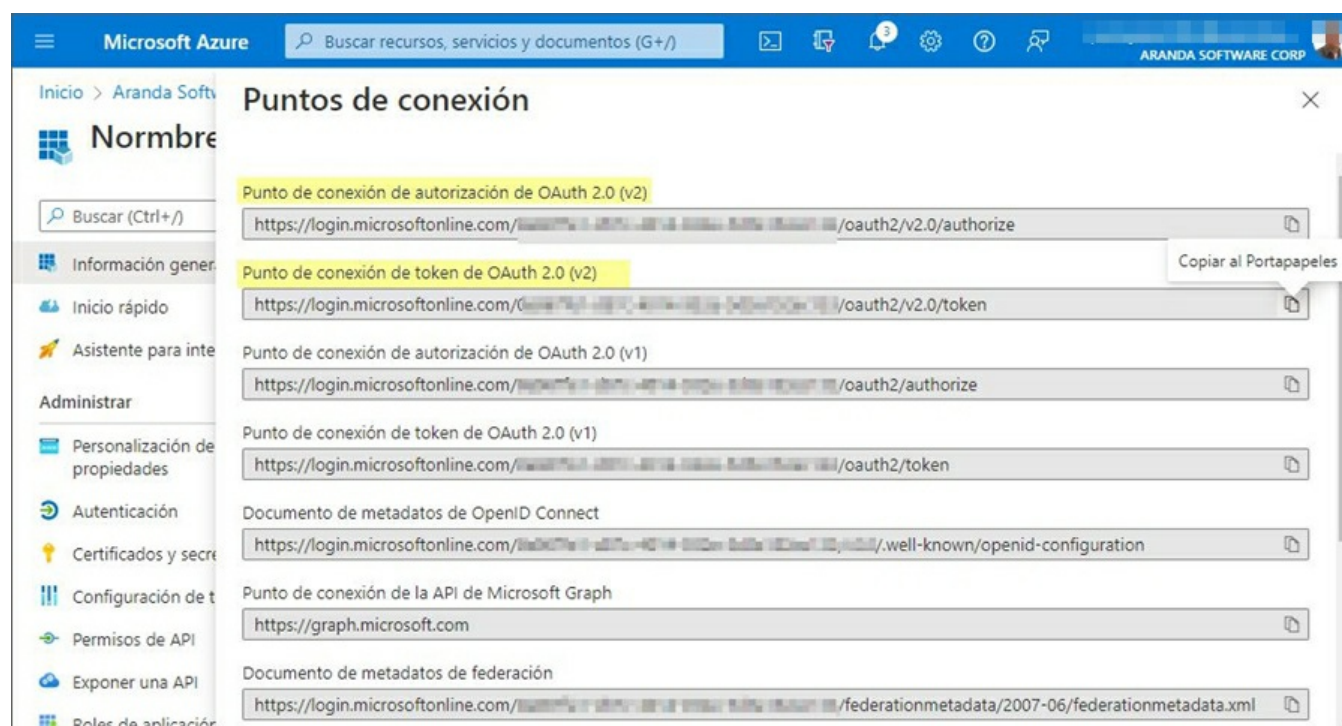 Microsoft Azure
Buscar recursos, servicios y documentos (G+/)
3
ARANDA SOFTWARE CORP
Inicio > Aranda Softw
Puntos de conexión
Normbre
Punto de conexión de autorización de OAuth 2.0 (v2)
Buscar (Ctrl+/)
https://login.microsoftonline.com/ /oauth2/v2.0/authorize
Información gener
Copiar al Portapapeles
Punto de conexión de token de OAuth 2.0 (v2)
Inicio rápido
https://login.microsoftonline.com/ /oauth2/v2.0/token
Asistente para inte
Punto de conexión de autorización de OAuth 2.0 (v1)
https://login.microsoftonline.com/ /oauth2/authorize
Administrar
Punto de conexión de token de OAuth 2.0 (v1)
Personalización de
propiedades
https://login.microsoftonline.com/ /oauth2/token
Autenticación
Documento de metadatos de OpenID Connect
Certificados y secre
https://login.microsoftonline.com/ /.well-known/openid-configuration
Configuración de t
Punto de conexión de la API de Microsoft Graph
https://graph.microsoft.com
Permisos de API
Exponer una API
Documento de metadatos de federación
https://login.microsoftonline.com/ /federationmetadata/2007-06/federationmetadata.xml
Roles de aplicación